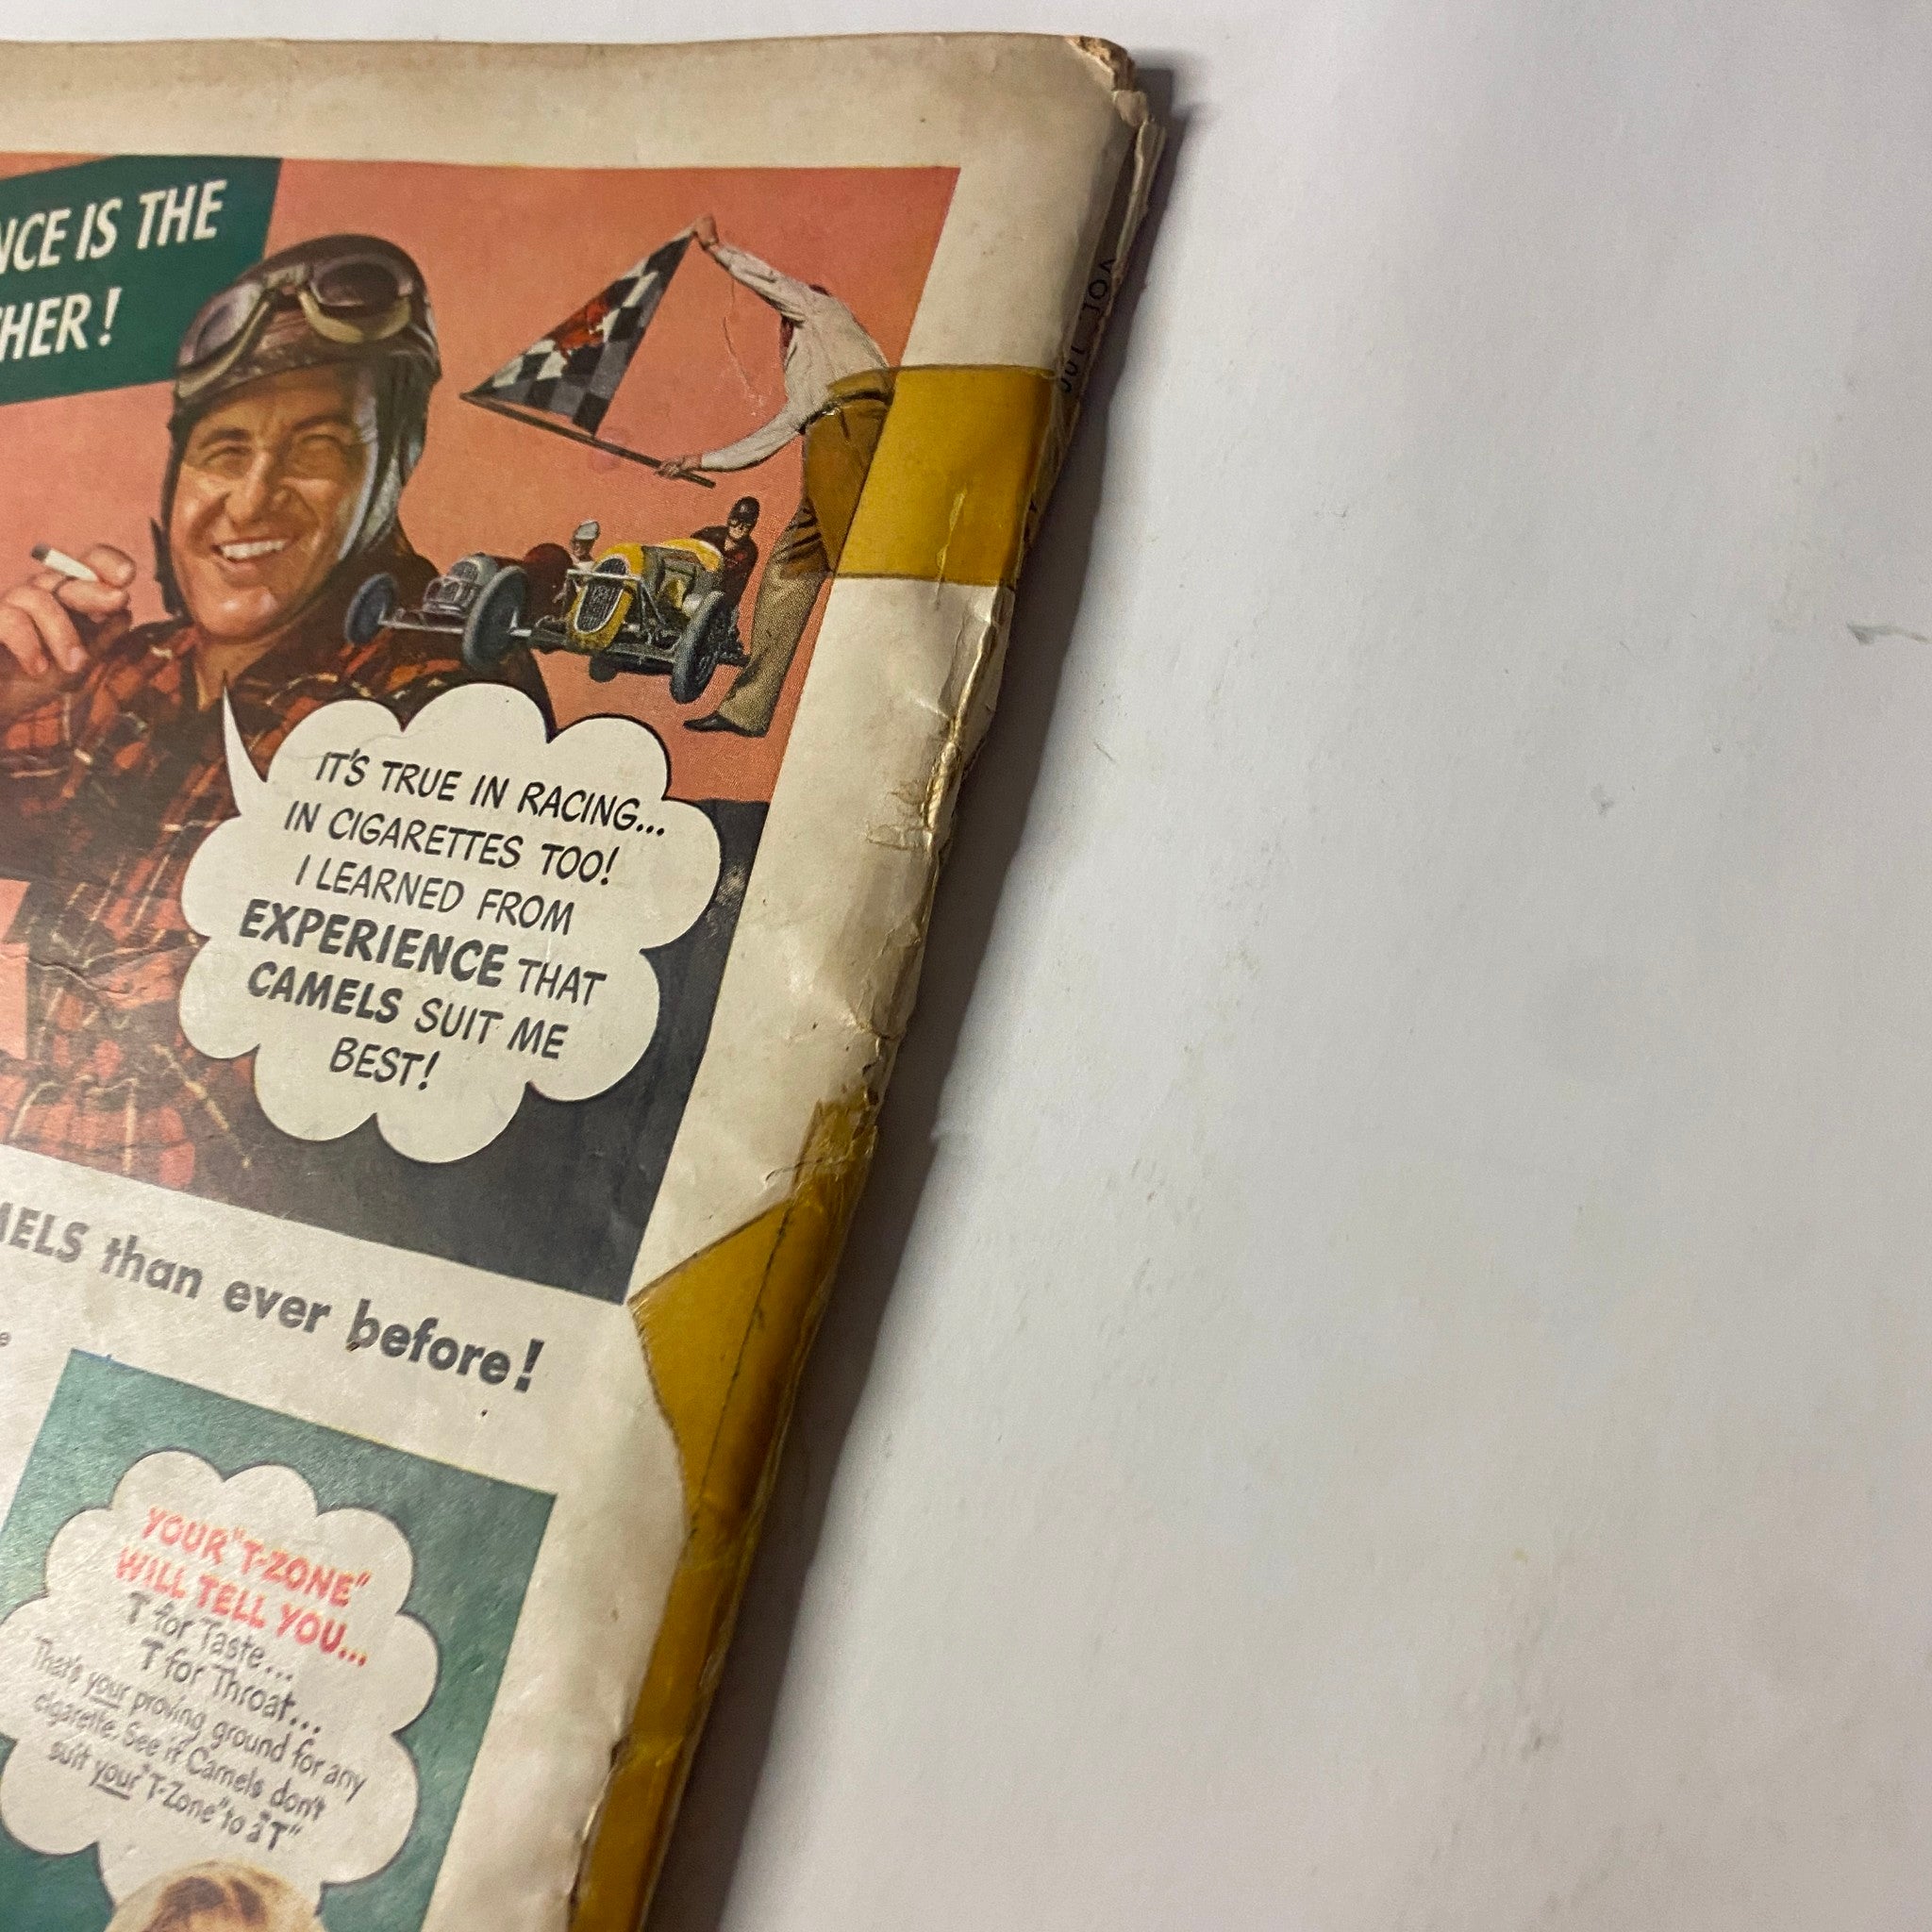 NCE IS THE
HER!
IT'S TRUE IN RACING...
IN CIGARETTES TOO!
I LEARNED FROM
EXPERIENCE THAT
CAMELS SUIT ME
BEST!
MELS than ever before!
e
YOUR "T-ZONE"
WILL TELL YOU...
T for Taste...
T for Throat...
That's your proving ground for any
cigarette. See if Camels don't
suit your "T-Zone" to a "T"